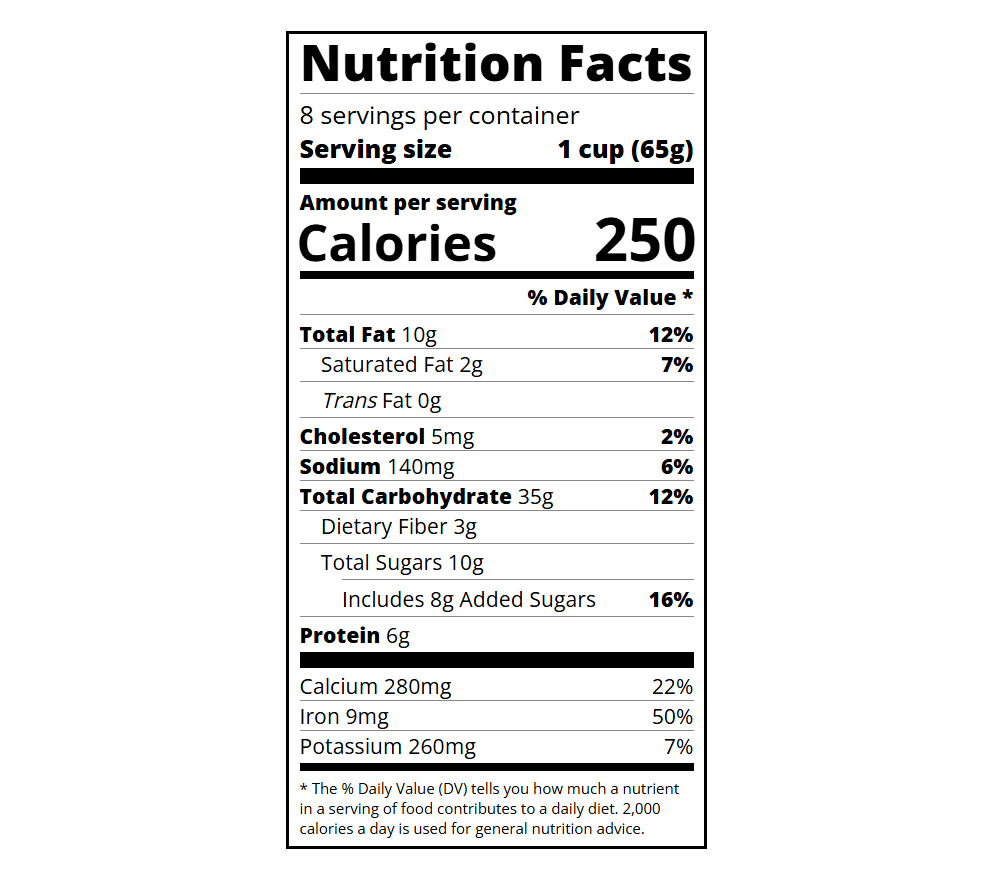 Nutrition Facts
8 servings per container
Serving size 1 cup (65g)
Amount per serving
Calories 250
% Daily Value *
Total Fat 10g 12%
Saturated Fat 2g 7%
Trans Fat 0g
Cholesterol 5mg 2%
Sodium 140mg 6%
Total Carbohydrate 35g 12%
Dietary Fiber 3g
Total Sugars 10g
Includes 8g Added Sugars 16%
Protein 6g
Calcium 280mg 22%
Iron 9mg 50%
Potassium 260mg 7%
* The % Daily Value (DV) tells you how much a nutrient
in a serving of food contributes to a daily diet. 2,000
calories a day is used for general nutrition advice.